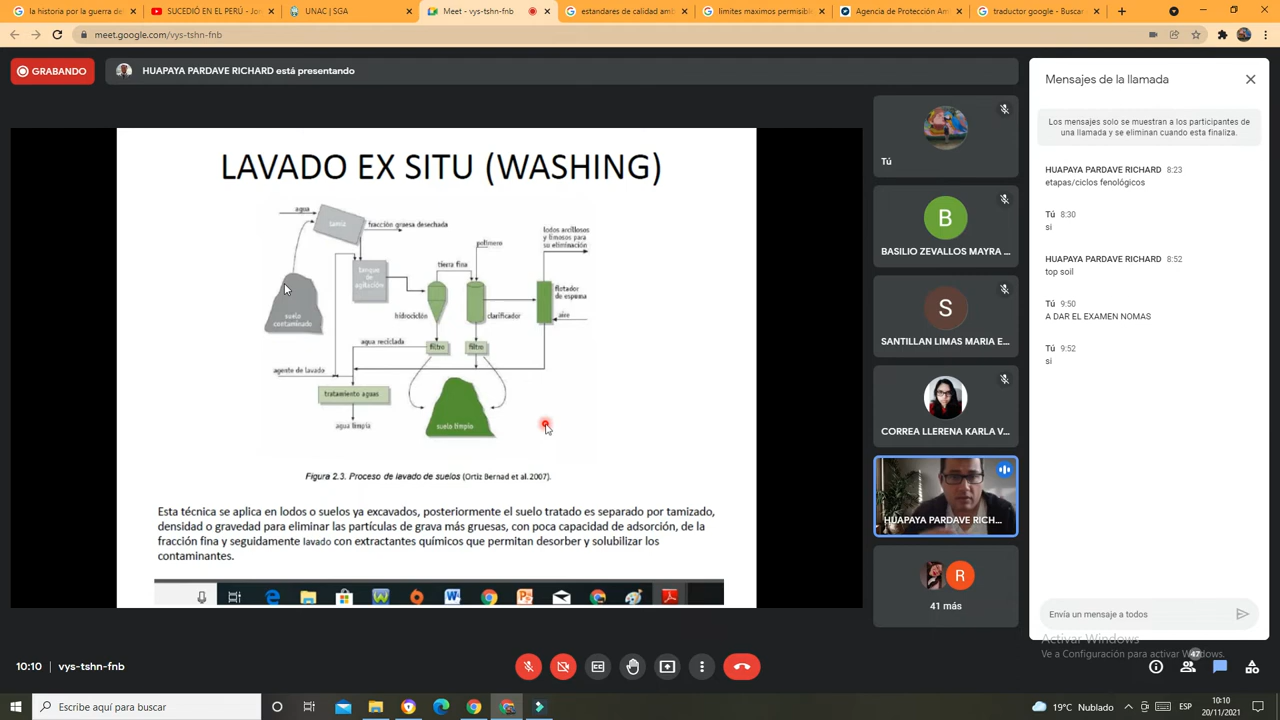 la historia por gregorio de
SUCEDIÓ EN EL PERÚ - Jor
UNAC | SGA
Meet - vys-tshn-fnb
estandares de calidad amb
limites maximos permisibl
Agencia de Protección Am
traductor google - Buscar
meet.google.com/vys-tshn-fnb
GRABANDO
HUAPAYA PARDAVE RICHARD está presentando
LAVADO EX SITU (WASHING)
agua
tamiz
fracción gruesa desechada
polímero
lodos arcillosos
y limosos para
su eliminación
tierra fina
tanque
de
agitación
suelo
contaminado
hidrociclón
clarificador
flotador
de espuma
aire
agua reciclada
filtro
filtro
agente de lavado
tratamiento aguas
agua limpia
suelo limpio
Figura 2.3. Proceso de lavado de suelos (Ortiz Bernad et al. 2007).
Esta técnica se aplica en lodos o suelos ya excavados, posteriormente el suelo tratado es separado por tamizado,
densidad o gravedad para eliminar las partículas de grava más gruesas, con poca capacidad de adsorción, de la
fracción fina y seguidamente lavado con extractantes químicos que permitan desorber y solubilizar los
contaminantes.
Tú
B
BASILIO ZEVALLOS MAYRA ...
S
SANTILLAN LIMAS MARIA E...
CORREA LLERENA KARLA V...
HUAPAYA PARDAVE RICH...
R
41 más
Mensajes de la llamada
Los mensajes solo se muestran a los participantes de
una llamada y se eliminan cuando esta finaliza.
HUAPAYA PARDAVE RICHARD 8:23
etapas/ciclos fenológicos
Tú 8:30
si
HUAPAYA PARDAVE RICHARD 8:52
top soil
Tú 9:50
A DAR EL EXAMEN NOMAS
Tú 9:52
si
Envía un mensaje a todos
Activar Windows
Ve a Configuración para activar Windows.
10:10 | vys-tshn-fnb
47
Escribe aquí para buscar
19°C Nublado
ESP
10:10
20/11/2021